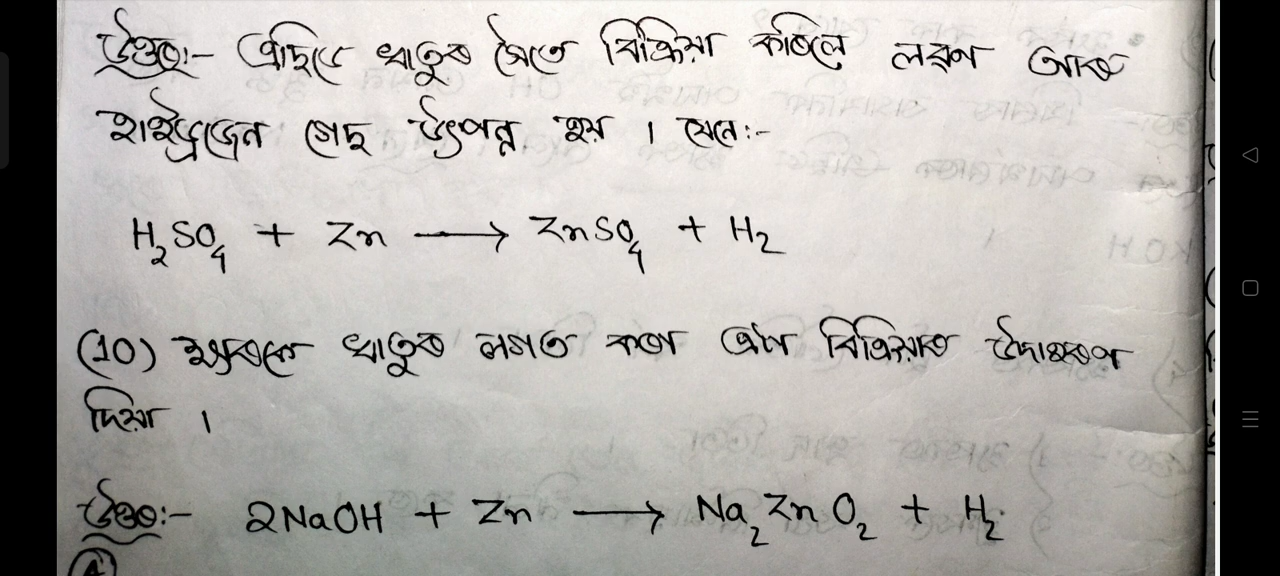 উত্তৰঃ- এছিডে ধাতুৰ সৈতে বিক্ৰিয়া কৰিলে লৱণ আৰু
হাইড্ৰজেন গেছ উৎপন্ন হয় । যেনেঃ-
H₂SO₄ + Zn ⟶ ZnSO₄ + H₂
(10) ক্ষাৰকে ধাতুৰ লগত কৰা এটা বিক্ৰিয়াৰ উদাহৰণ
দিয়া ।
উত্তৰঃ- 2NaOH + Zn ⟶ Na₂ZnO₂ + H₂